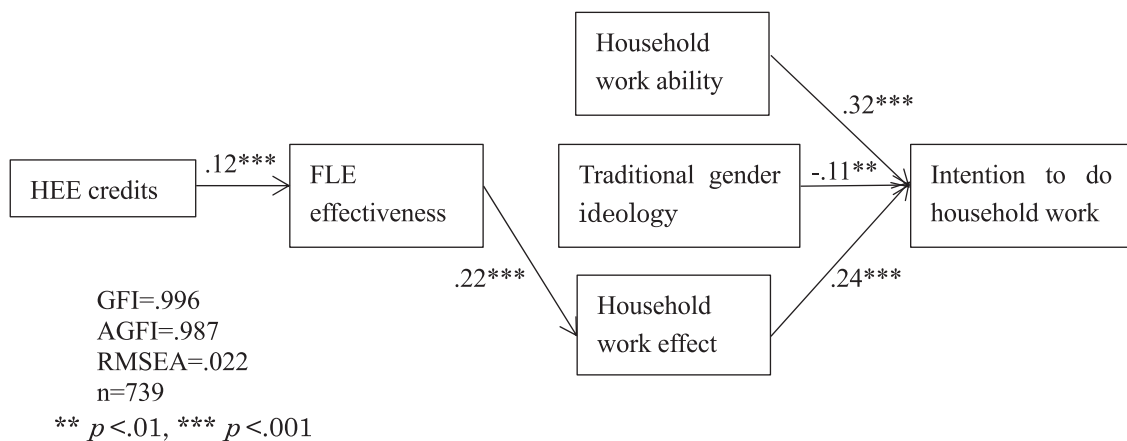 Household
work ability
.32***
.12***
HEE credits
FLE
effectiveness
Traditional gender
ideology
-.11**
Intention to do
household work
.22***
Household
work effect
.24***
GFI=.996
AGFI=.987
RMSEA=.022
n=739
** p<.01, *** p<.001